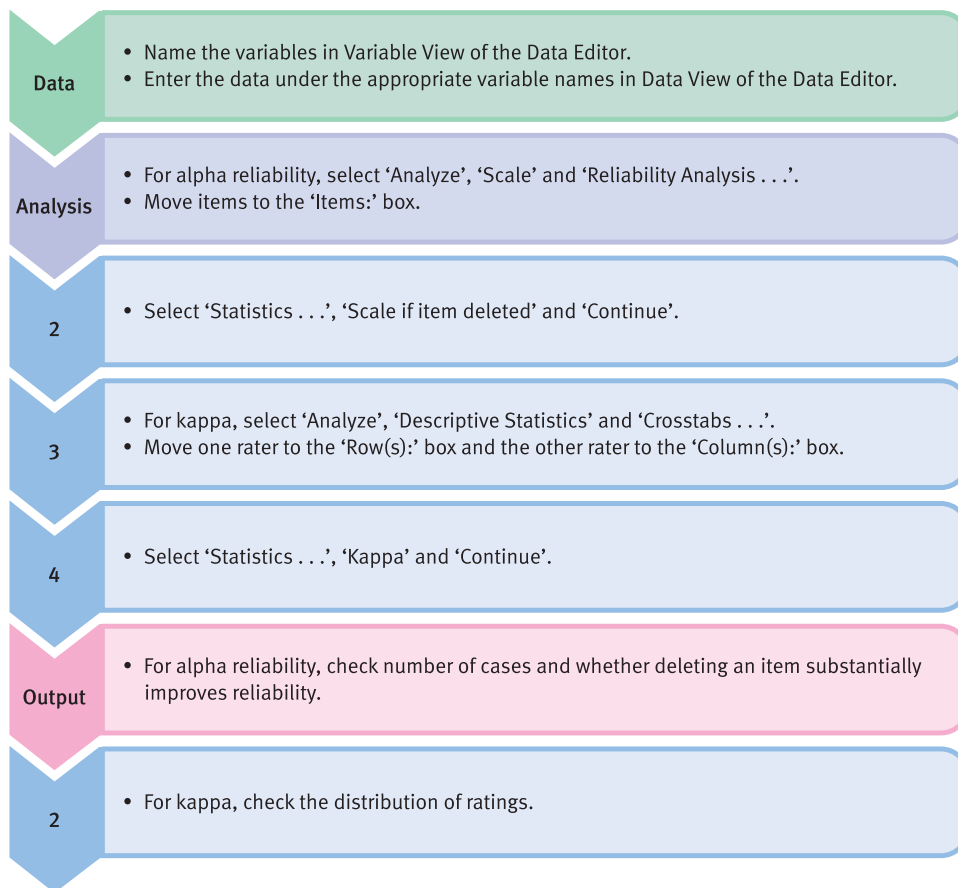 Data
• Name the variables in Variable View of the Data Editor.
• Enter the data under the appropriate variable names in Data View of the Data Editor.
Analysis
• For alpha reliability, select ‘Analyze’, ‘Scale’ and ‘Reliability Analysis . . .’.
• Move items to the ‘Items:’ box.
2
• Select ‘Statistics . . .’, ‘Scale if item deleted’ and ‘Continue’.
3
• For kappa, select ‘Analyze’, ‘Descriptive Statistics’ and ‘Crosstabs . . .’.
• Move one rater to the ‘Row(s):’ box and the other rater to the ‘Column(s):’ box.
4
• Select ‘Statistics . . .’, ‘Kappa’ and ‘Continue’.
Output
• For alpha reliability, check number of cases and whether deleting an item substantially
improves reliability.
2
• For kappa, check the distribution of ratings.